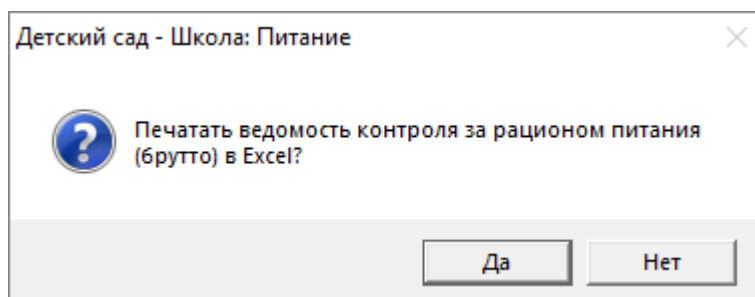 Детский сад - Школа: Питание
Печатать ведомость контроля за рационом питания
(брутто) в Excel?
Да
Нет